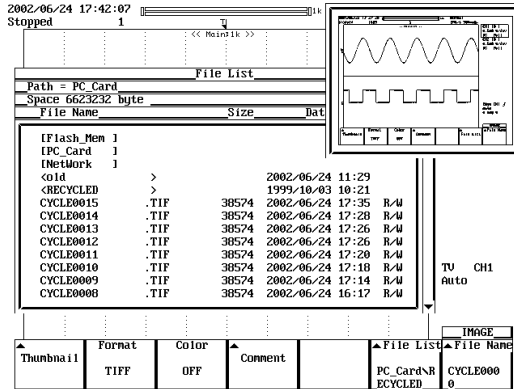 2002/06/24 17:42:07
Stopped 1
1k
<< Main:1k >>
File List
Path = PC_Card
Space 6623232 byte
File Name Size Dat
[Flash_Mem ]
[PC_Card ]
[NetWork ]
<old > 2002/06/24 11:29
<RECYCLED > 1999/10/03 10:21
CYCLE0015 .TIF 38574 2002/06/24 17:35 R/W
CYCLE0014 .TIF 38574 2002/06/24 17:28 R/W
CYCLE0013 .TIF 38574 2002/06/24 17:26 R/W
CYCLE0012 .TIF 38574 2002/06/24 17:26 R/W
CYCLE0011 .TIF 38574 2002/06/24 17:20 R/W
CYCLE0010 .TIF 38574 2002/06/24 17:18 R/W
CYCLE0009 .TIF 38574 2002/06/24 17:14 R/W
CYCLE0008 .TIF 38574 2002/06/24 16:17 R/W
TV CH1
Auto
IMAGE
Thumbnail Format Color Comment File List File Name
TIFF OFF PC_Card\R CYCLE000
ECYCLED 0